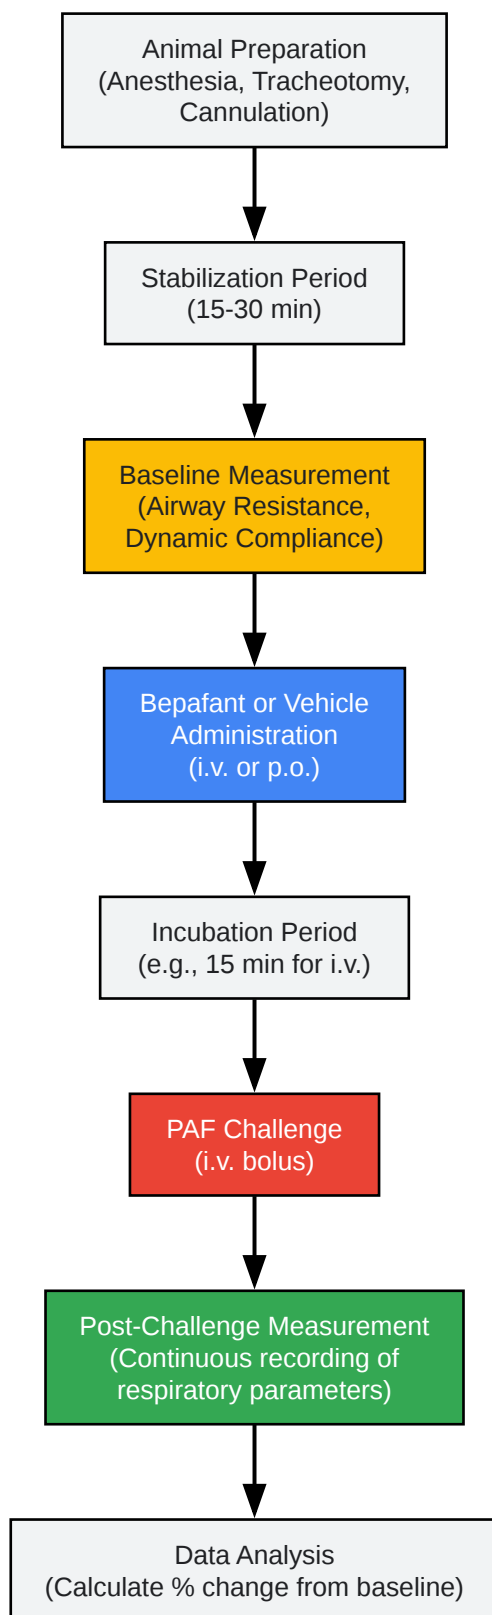 Animal Preparation
(Anesthesia, Tracheotomy,
Cannulation)
Stabilization Period
(15-30 min)
Baseline Measurement
(Airway Resistance,
Dynamic Compliance)
Bepafant or Vehicle
Administration
(i.v. or p.o.)
Incubation Period
(e.g., 15 min for i.v.)
PAF Challenge
(i.v. bolus)
Post-Challenge Measurement
(Continuous recording of
respiratory parameters)
Data Analysis
(Calculate % change from baseline)